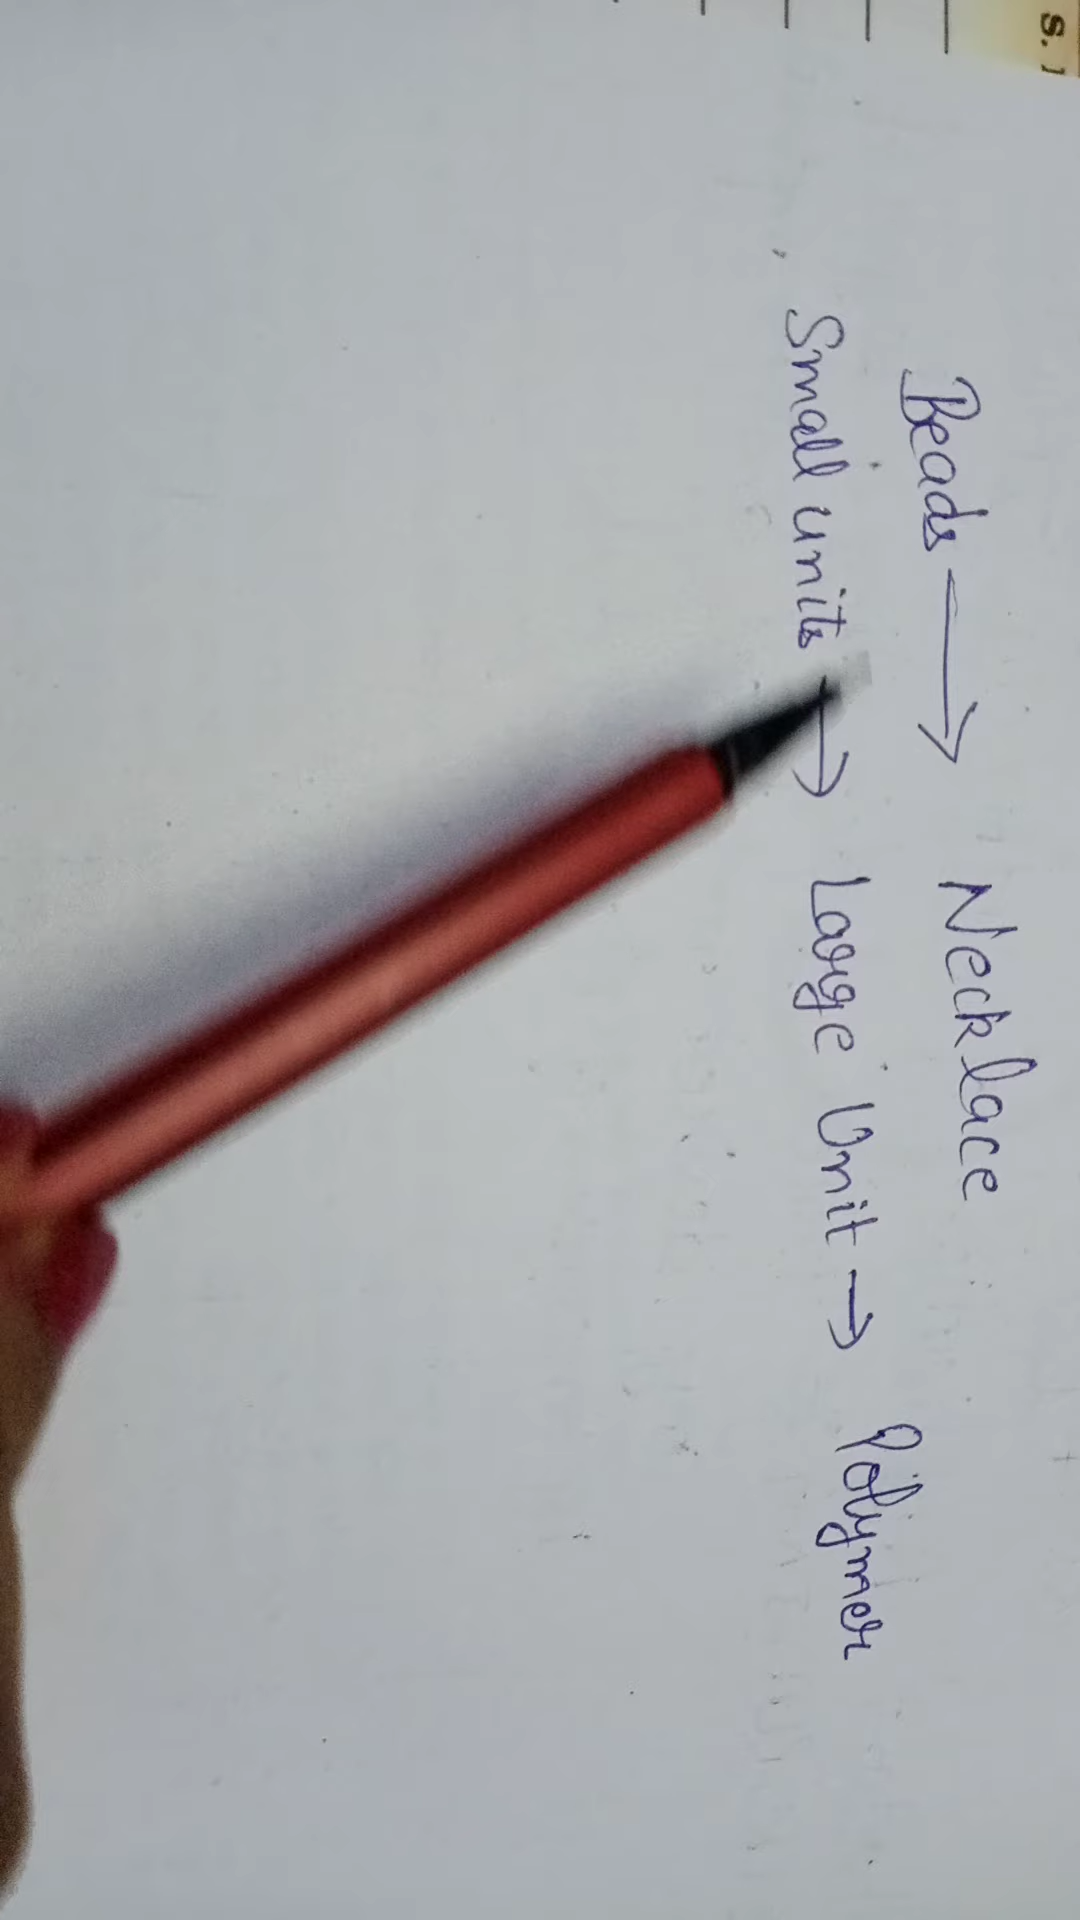 Beads → Necklace
Small units → Large Unit → Polymer